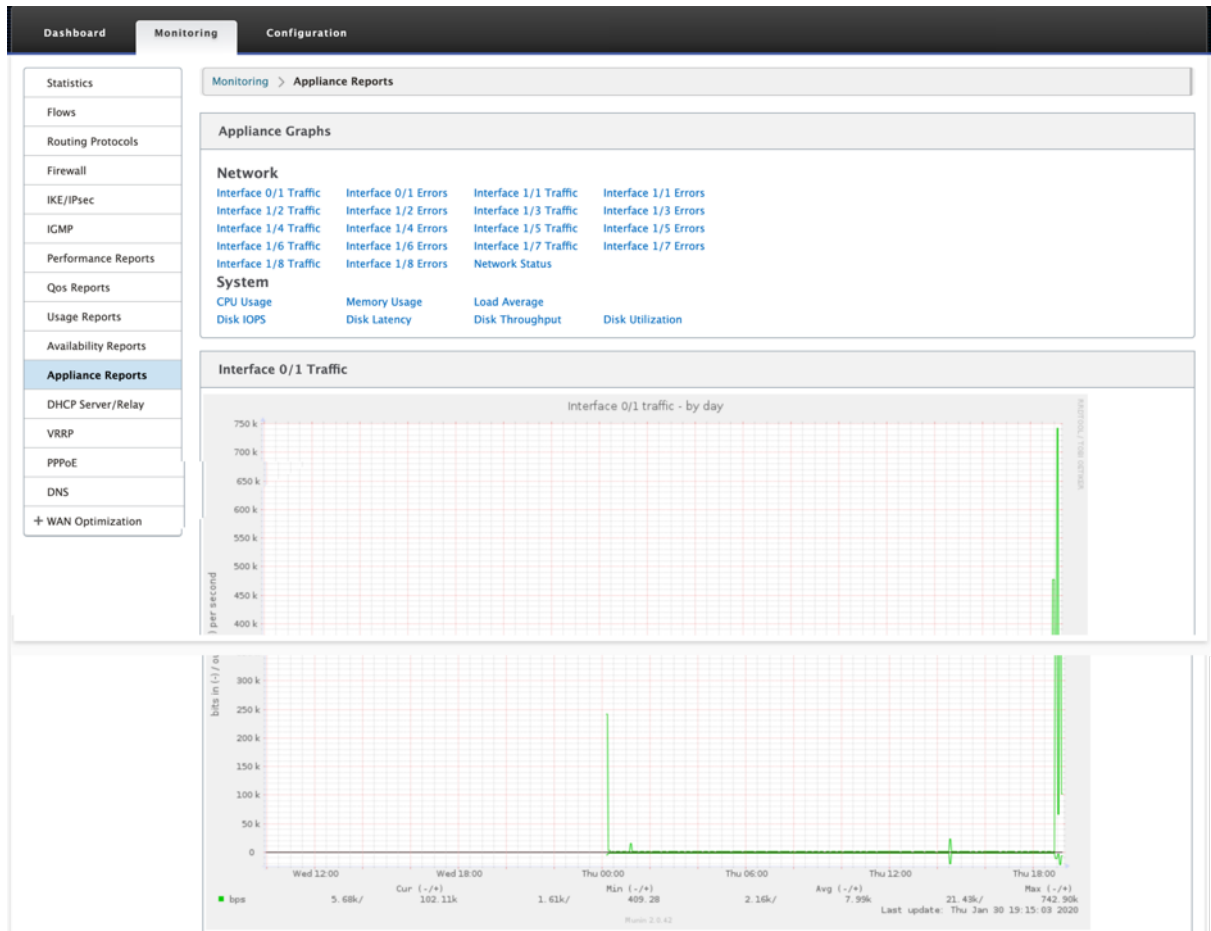 Dashboard Monitoring Configuration
Statistics
Flows
Routing Protocols
Firewall
IKE/IPsec
IGMP
Performance Reports
Qos Reports
Usage Reports
Availability Reports
Appliance Reports
DHCP Server/Relay
VRRP
PPPoE
DNS
+ WAN Optimization
Monitoring > Appliance Reports
Appliance Graphs
Network
Interface 0/1 Traffic Interface 0/1 Errors Interface 1/1 Traffic Interface 1/1 Errors
Interface 1/2 Traffic Interface 1/2 Errors Interface 1/3 Traffic Interface 1/3 Errors
Interface 1/4 Traffic Interface 1/4 Errors Interface 1/5 Traffic Interface 1/5 Errors
Interface 1/6 Traffic Interface 1/6 Errors Interface 1/7 Traffic Interface 1/7 Errors
Interface 1/8 Traffic Interface 1/8 Errors Network Status
System
CPU Usage Memory Usage Load Average
Disk IOPS Disk Latency Disk Throughput Disk Utilization
Interface 0/1 Traffic
Interface 0/1 traffic - by day
RRDTOOL / TOBI OETIKER
750 k
700 k
650 k
600 k
550 k
500 k
450 k
400 k
) per second
300 k
250 k
200 k
150 k
100 k
50 k
0
bits in (-) / ou
Wed 12:00 Wed 18:00 Thu 00:00 Thu 06:00 Thu 12:00 Thu 18:00
Cur (-/+) Min (-/+) Avg (-/+) Max (-/+)
bps 5.68k/ 102.11k 1.61k/ 409.28 2.16k/ 7.99k 21.43k/ 742.90k
Last update: Thu Jan 30 19:15:03 2020
Munin 2.0.42